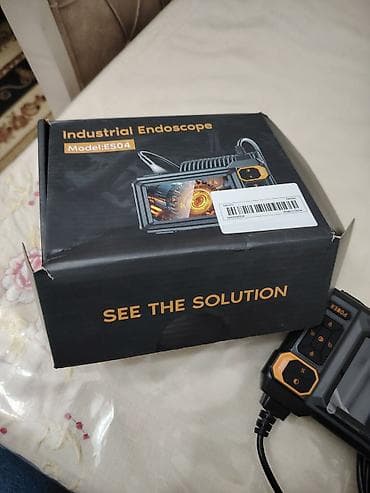 Industrial Endoscope
Model:ES04
SEE THE SOLUTION
ES04